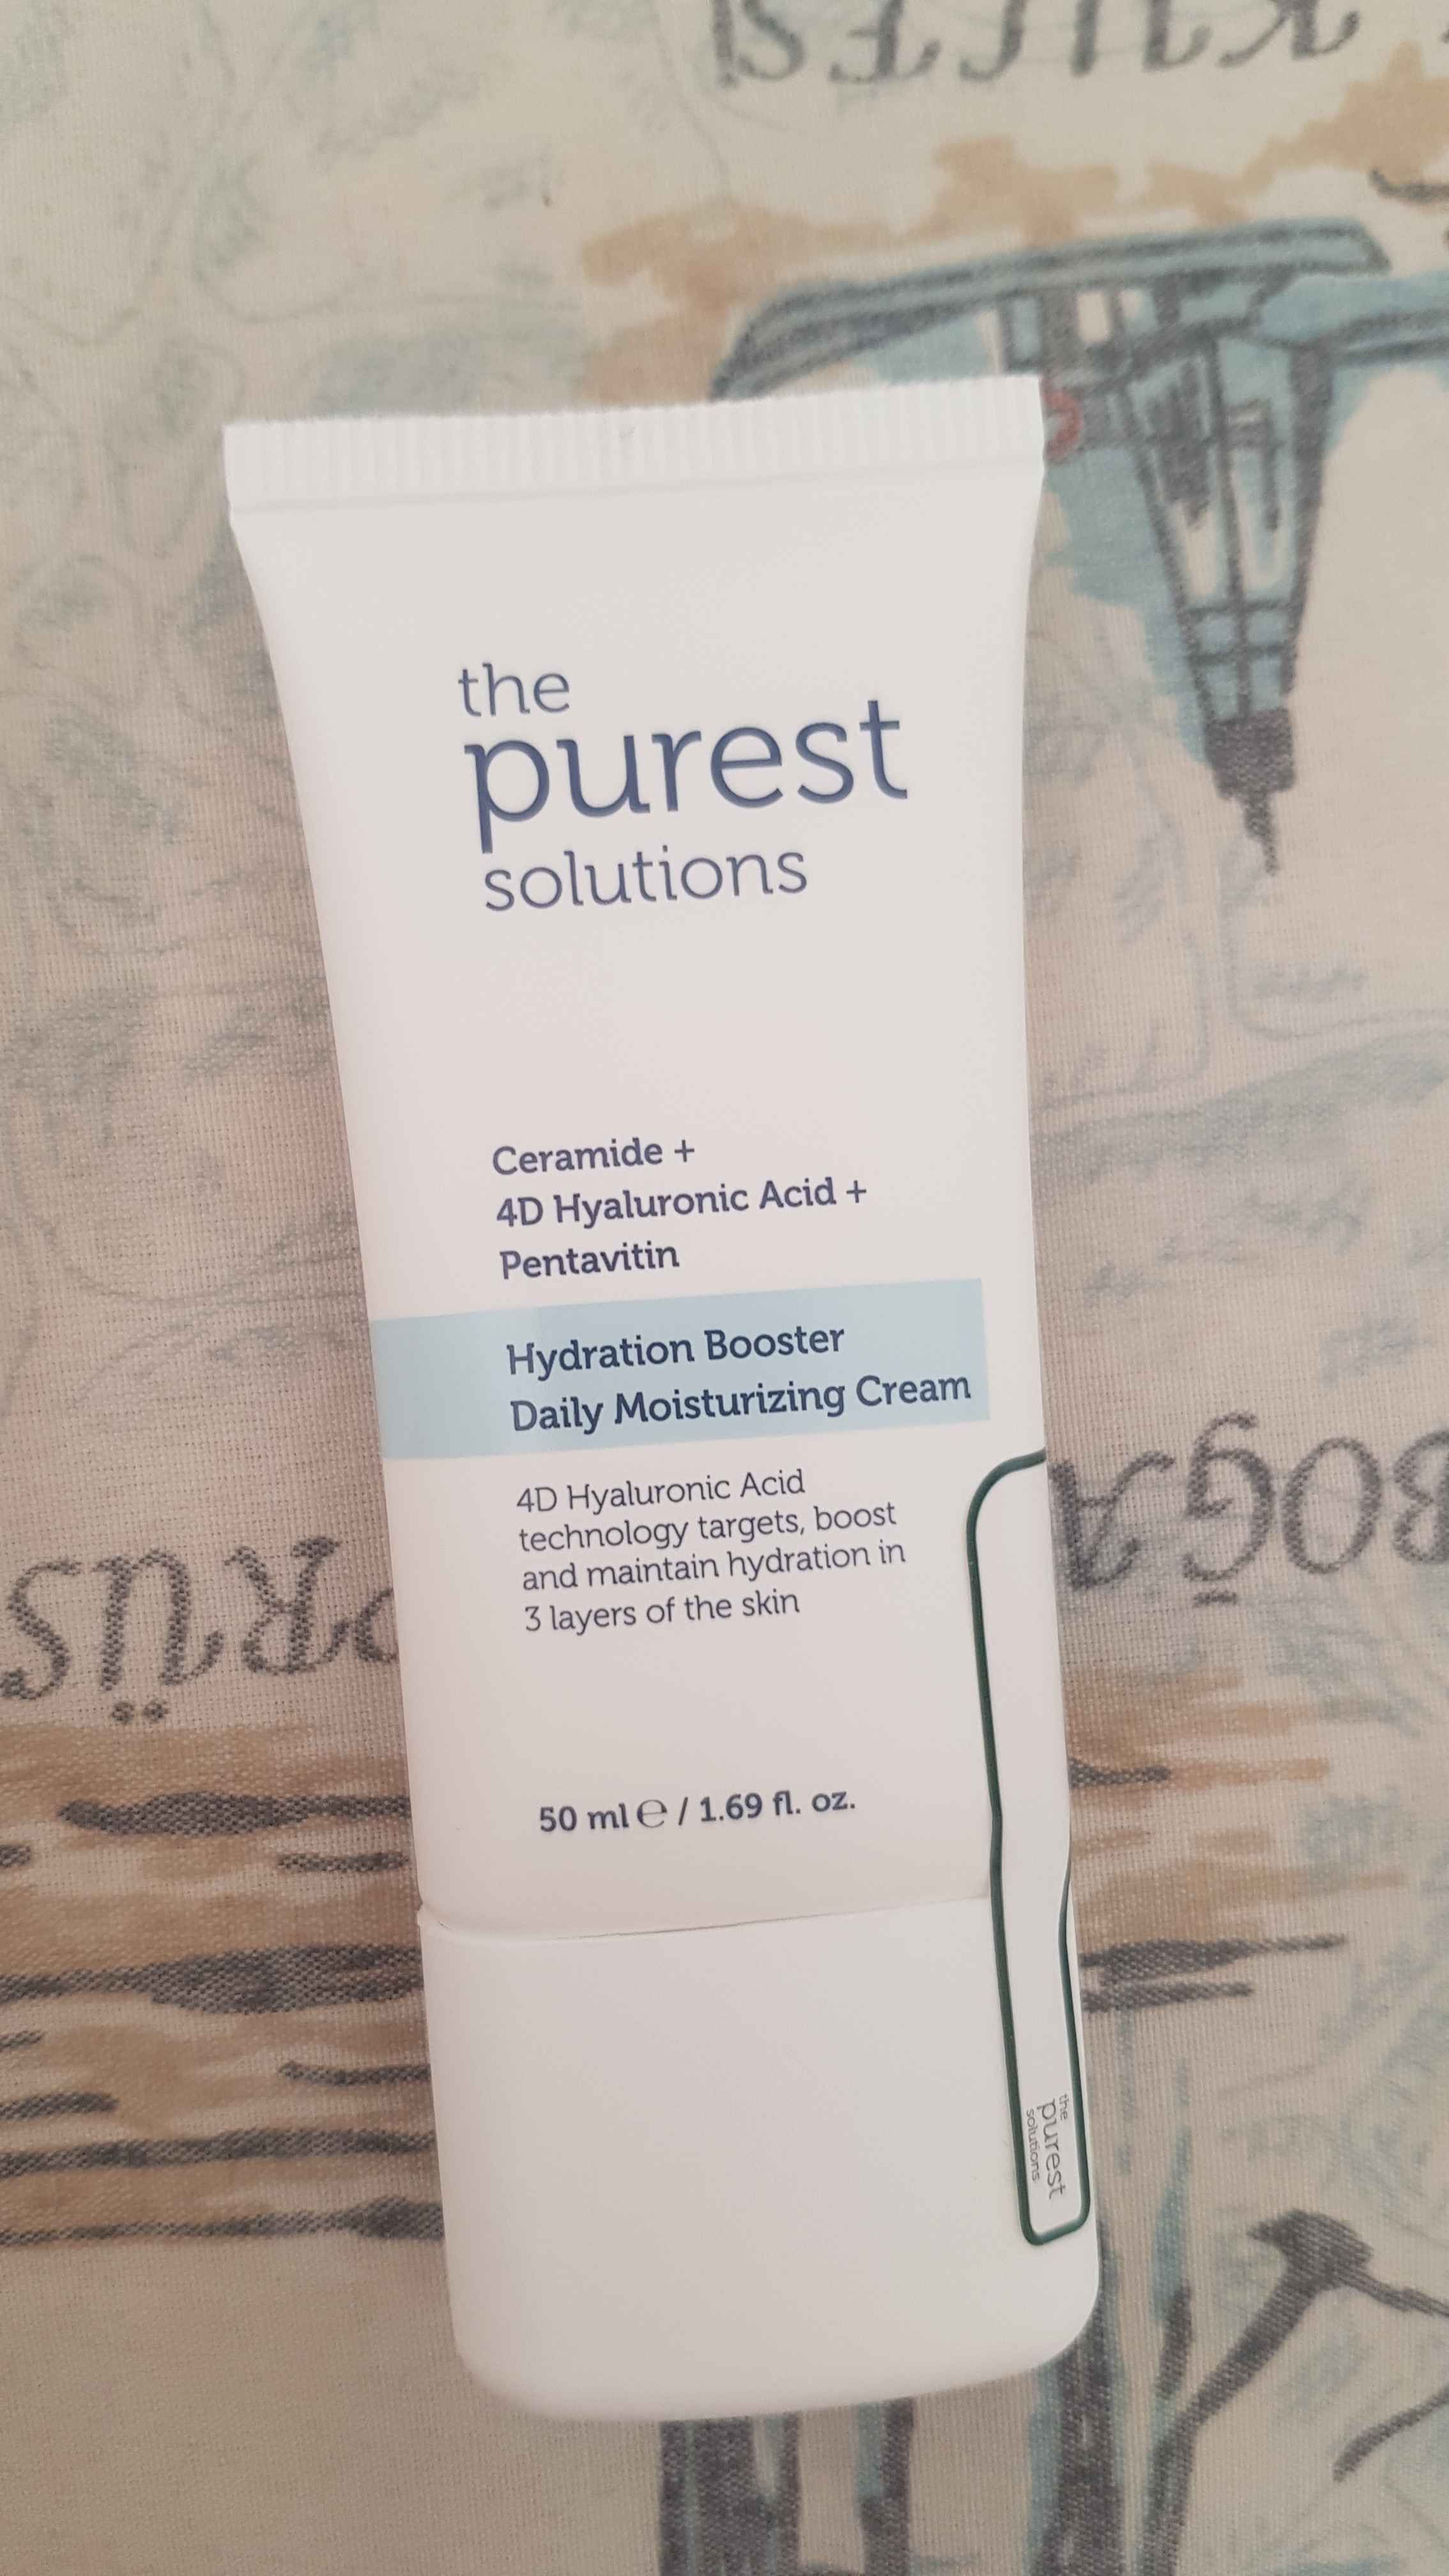 the
purest
solutions
Ceramide +
4D Hyaluronic Acid +
Pentavitin
Hydration Booster
Daily Moisturizing Cream
4D Hyaluronic Acid
technology targets, boost
and maintain hydration in
3 layers of the skin
50 ml ℮ / 1.69 fl. oz.
the
purest
solutions